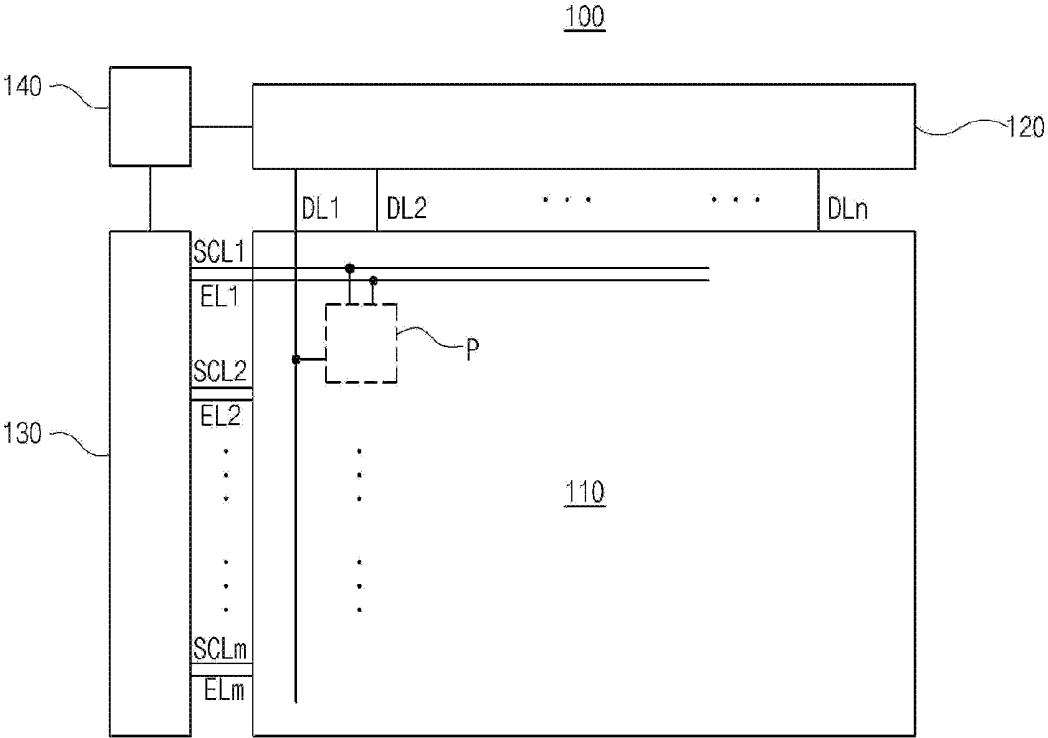 100
140
120
DL1 DL2 ··· ··· DLn
SCL1
EL1
P
SCL2
EL2
130
110
SCLm
ELm